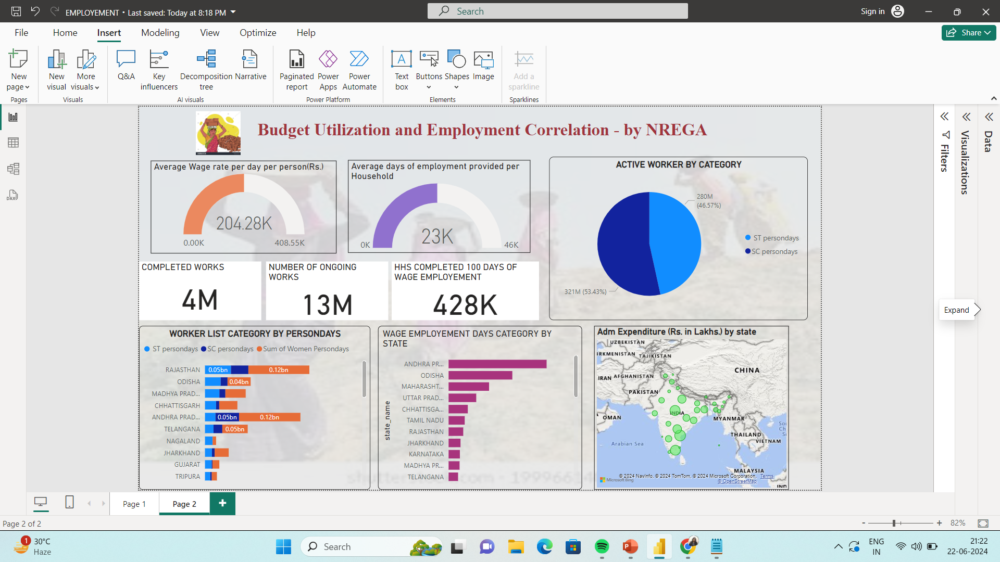 EMPLOYEMENT • Last saved: Today at 8:18 PM
Search
Sign in
File Home Insert Modeling View Optimize Help
Share
New page
New visual
More visuals
Q&A
Key influencers
Decomposition tree
Narrative
Paginated report
Power Apps
Power Automate
Text box
Buttons
Shapes
Image
Add a sparkline
Pages
Visuals
AI visuals
Power Platform
Elements
Sparklines
Budget Utilization and Employment Correlation - by NREGA
Average Wage rate per day per person(Rs.)
204.28K
0.00K
408.55K
Average days of employment provided per
Household
23K
0K
46K
ACTIVE WORKER BY CATEGORY
280M
(46.57%)
321M (53.43%)
ST persondays
SC persondays
COMPLETED WORKS
4M
NUMBER OF ONGOING
WORKS
13M
HHS COMPLETED 100 DAYS OF
WAGE EMPLOYEMENT
428K
WORKER LIST CATEGORY BY PERSONDAYS
ST persondays SC persondays Sum of Women Persondays
RAJASTHAN 0.05bn 0.12bn
ODISHA 0.04bn
MADHYA PRAD...
CHHATTISGARH
ANDHRA PRAD... 0.05bn 0.12bn
TELANGANA 0.05bn
NAGALAND
JHARKHAND
GUJARAT
TRIPURA
WAGE EMPLOYEMENT DAYS CATEGORY BY
STATE
state_name
ANDHRA PR...
ODISHA
MAHARASHT...
UTTAR PRAD...
CHHATTISGA...
TAMIL NADU
RAJASTHAN
JHARKHAND
KARNATAKA
MADHYA PR...
TELANGANA
Adm Expenditure (Rs. in Lakhs.) by state
UZBEKISTAN
RKMENISTAN
TAJIKISTAN
CHINA
IRAN
AFGHANISTAN
PAKISTAN
INDIA
OMAN
MYANMAR
THAILAND
VIETNAM
Arabian Sea
MALAYSIA
IND
Microsoft Bing
© 2024 NavInfo, © 2024 TomTom, © 2024 Microsoft Corporation, Terms
© OpenStreetMap
Filters
Visualizations
Data
Expand
DAX
Page 1
Page 2
Page 2 of 2
- + 82%
1
30°C
Haze
Search
ENG
IN
21:22
22-06-2024